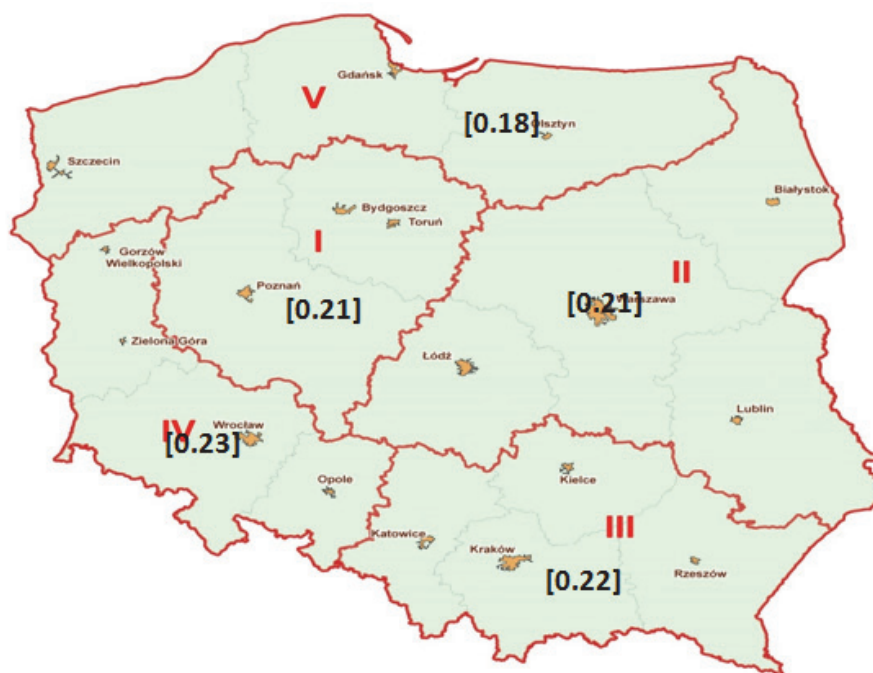 Gdańsk
V
[0.18]
Olsztyn
Szczecin
Białystok
Bydgoszcz
Toruń
I
Gorzów
Wielkopolski
II
Poznań
[0.21]
[0.21]
Warszawa
Zielona Góra
Łódź
Lublin
IV
Wrocław
[0.23]
Opole
Kielce
III
Katowice
Kraków
[0.22]
Rzeszów